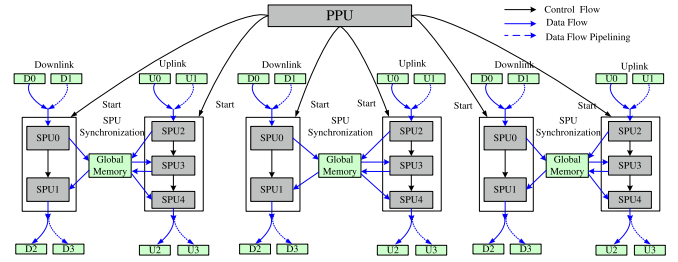 PPU
Control Flow
Data Flow
Data Flow Pipelining
Downlink
Uplink
Downlink
Uplink
Downlink
Uplink
D0 D1 U0 U1 D0 D1 U0 U1 D0 D1 U0 U1
Start Start Start Start Start Start
SPU
Synchronization
SPU
Synchronization
SPU
Synchronization
SPU0 SPU2 SPU0 SPU2 SPU0 SPU2
Global
Memory
Global
Memory
Global
Memory
SPU3 SPU3 SPU3
SPU1 SPU4 SPU1 SPU4 SPU1 SPU4
D2 D3 U2 U3 D2 D3 U2 U3 D2 D3 U2 U3